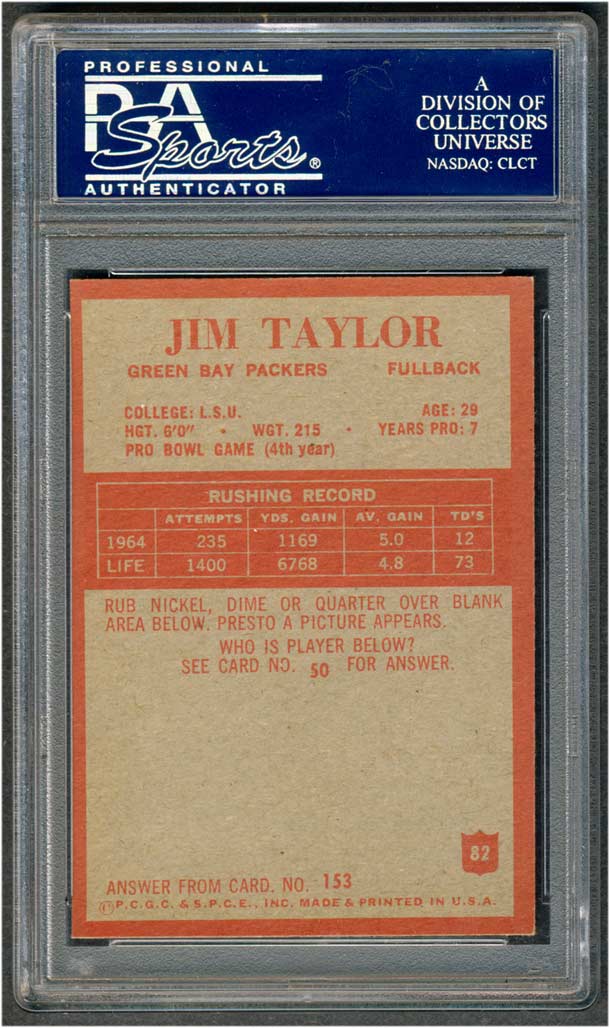 PROFESSIONAL
PSA
Sports®
AUTHENTICATOR
A
DIVISION OF
COLLECTORS
UNIVERSE
NASDAQ: CLCT
JIM TAYLOR
GREEN BAY PACKERS FULLBACK
COLLEGE: L.S.U. AGE: 29
HGT. 6'0" • WGT. 215 • YEARS PRO: 7
PRO BOWL GAME (4th year)
RUSHING RECORD
ATTEMPTS YDS. GAIN AV. GAIN TD'S
1964 235 1169 5.0 12
LIFE 1400 6768 4.8 73
RUB NICKEL, DIME OR QUARTER OVER BLANK
AREA BELOW. PRESTO A PICTURE APPEARS.
WHO IS PLAYER BELOW?
SEE CARD NO. 50 FOR ANSWER.
82
ANSWER FROM CARD. NO. 153
©P.C.G.C. & S.P.C.E., INC. MADE & PRINTED IN U.S.A.